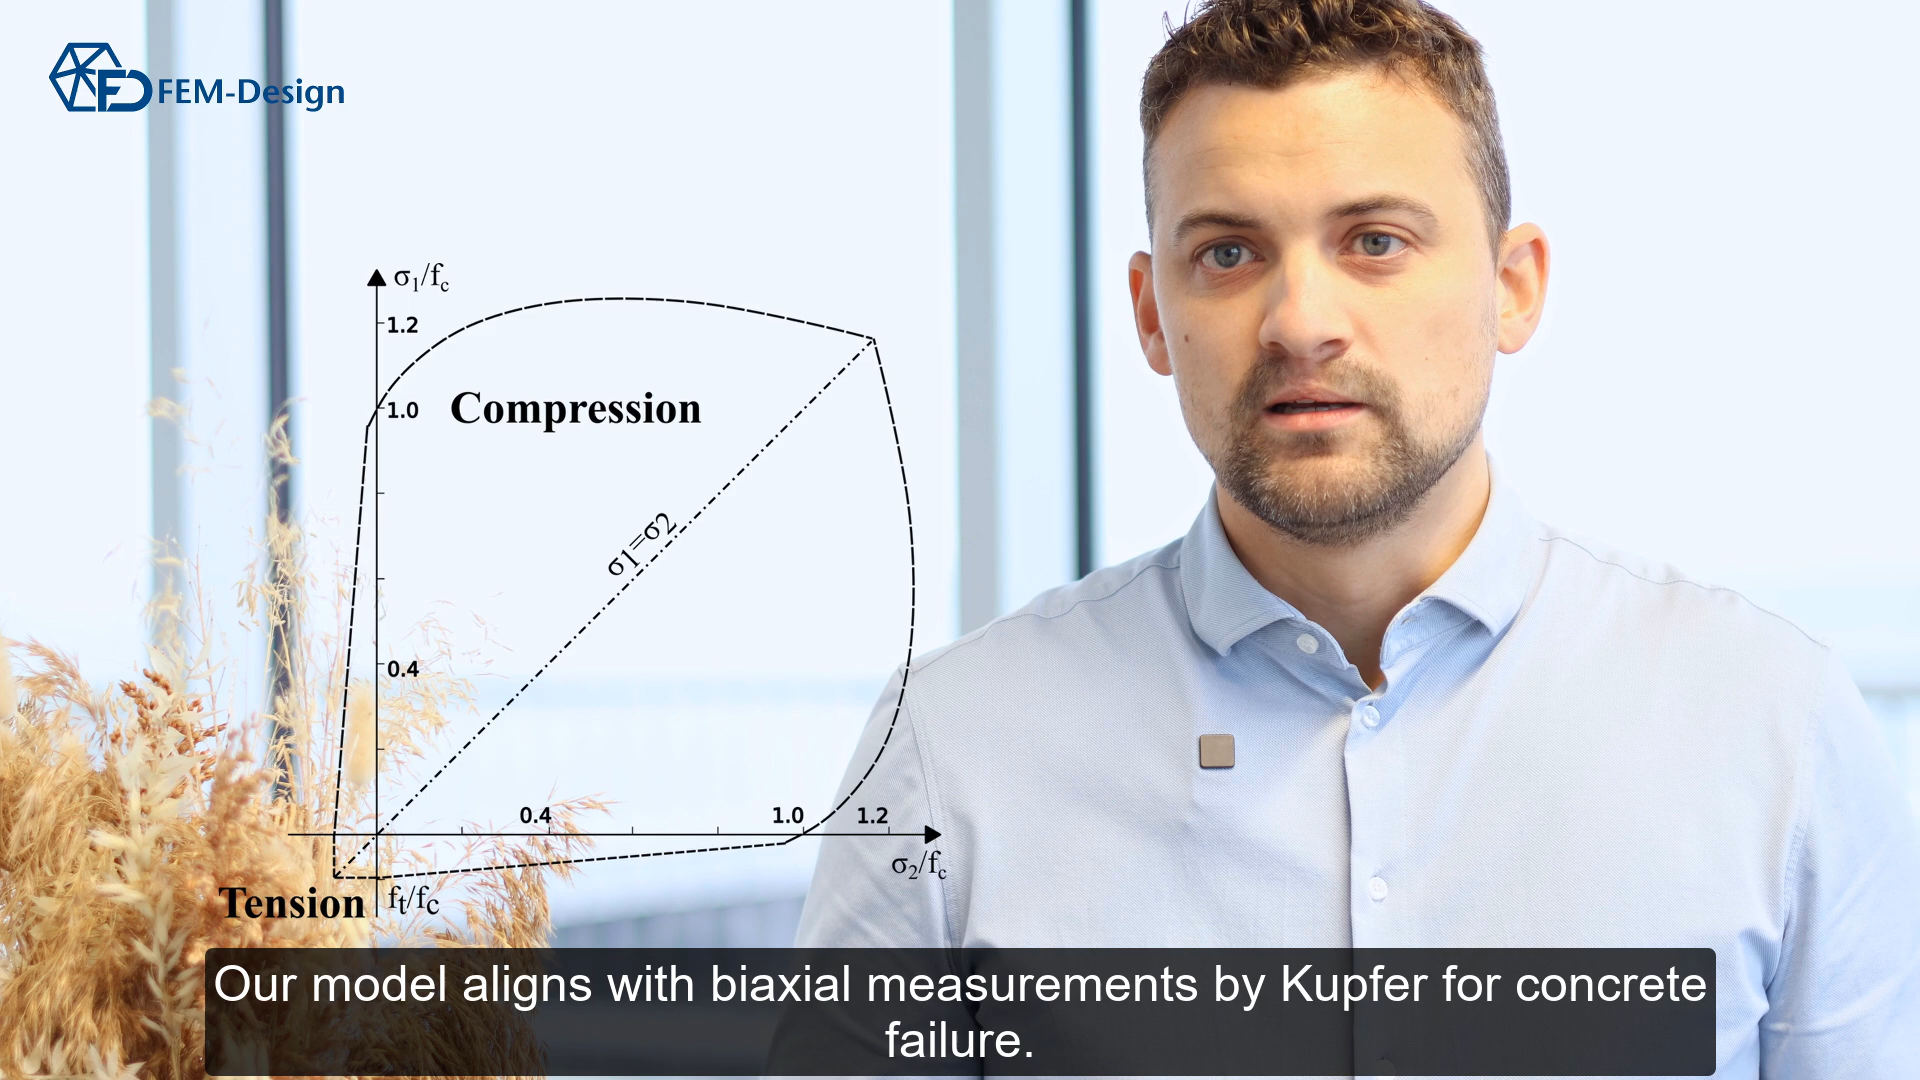 FEM-Design
σ1/fc
1.2
1.0
Compression
σ1=σ2
0.4
0.4
1.0
1.2
σ2/fc
Tension
ft/fc
Our model aligns with biaxial measurements by Kupfer for concrete
failure.